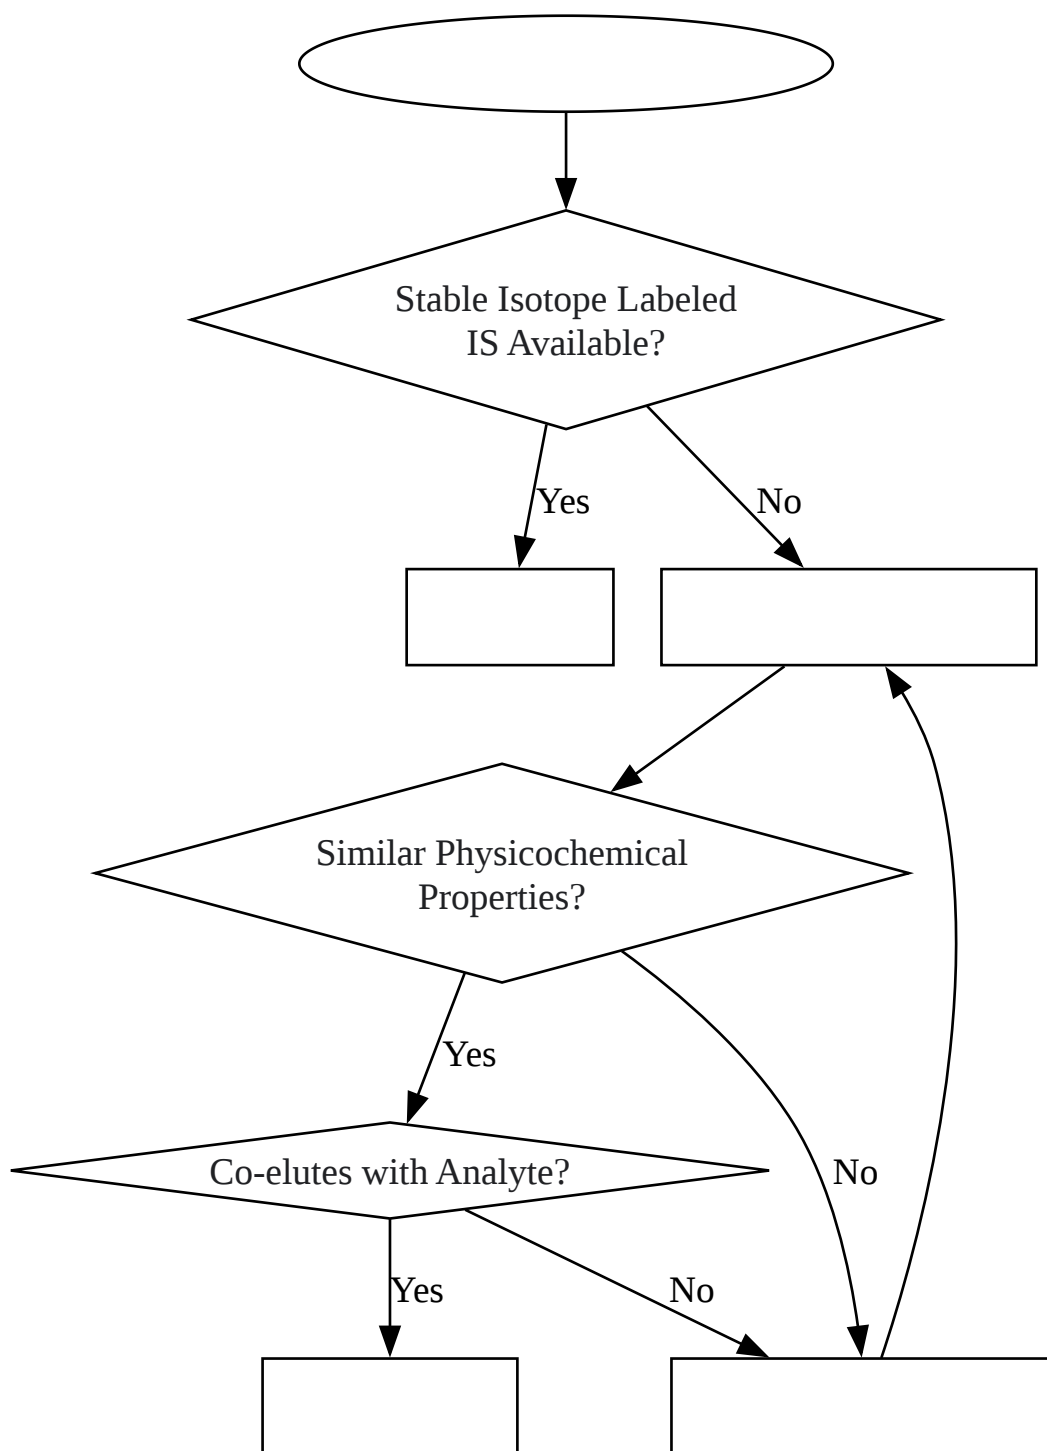 Stable Isotope Labeled
IS Available?
Yes
No
Similar Physicochemical
Properties?
Yes
Co-elutes with Analyte?
No
Yes
No